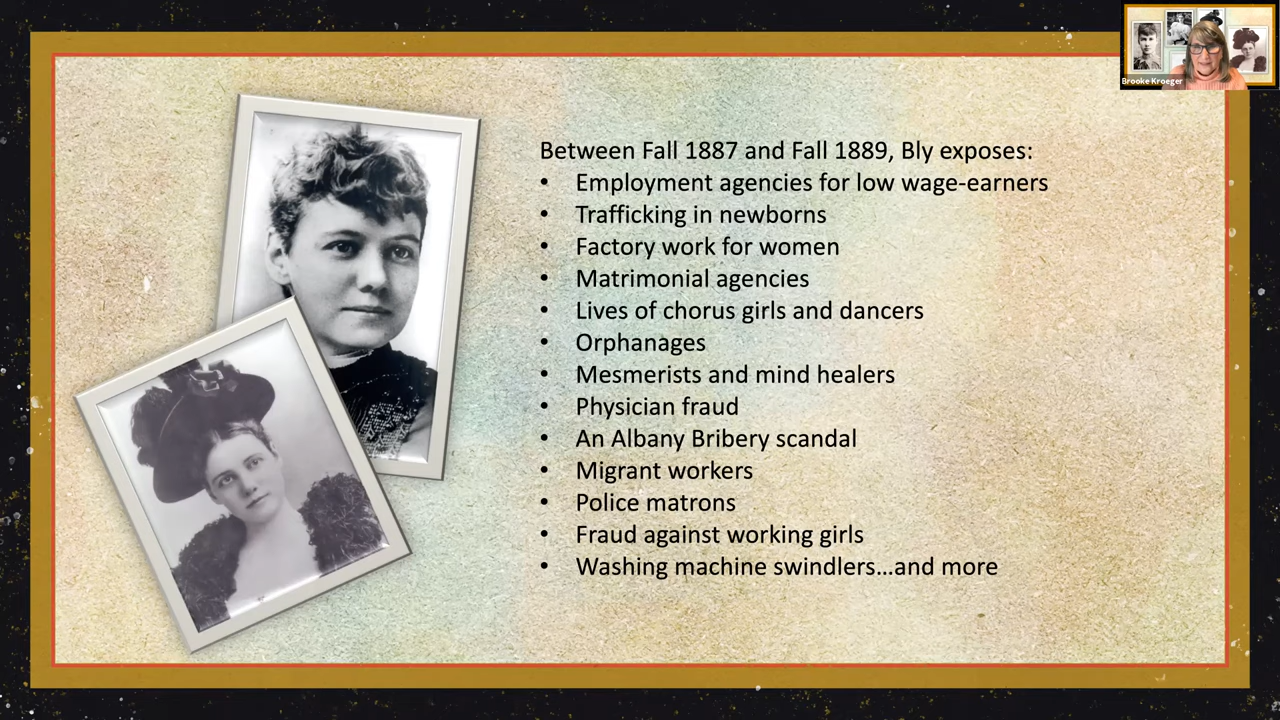 Brooke Kroeger
Between Fall 1887 and Fall 1889, Bly exposes:
• Employment agencies for low wage-earners
• Trafficking in newborns
• Factory work for women
• Matrimonial agencies
• Lives of chorus girls and dancers
• Orphanages
• Mesmerists and mind healers
• Physician fraud
• An Albany Bribery scandal
• Migrant workers
• Police matrons
• Fraud against working girls
• Washing machine swindlers...and more